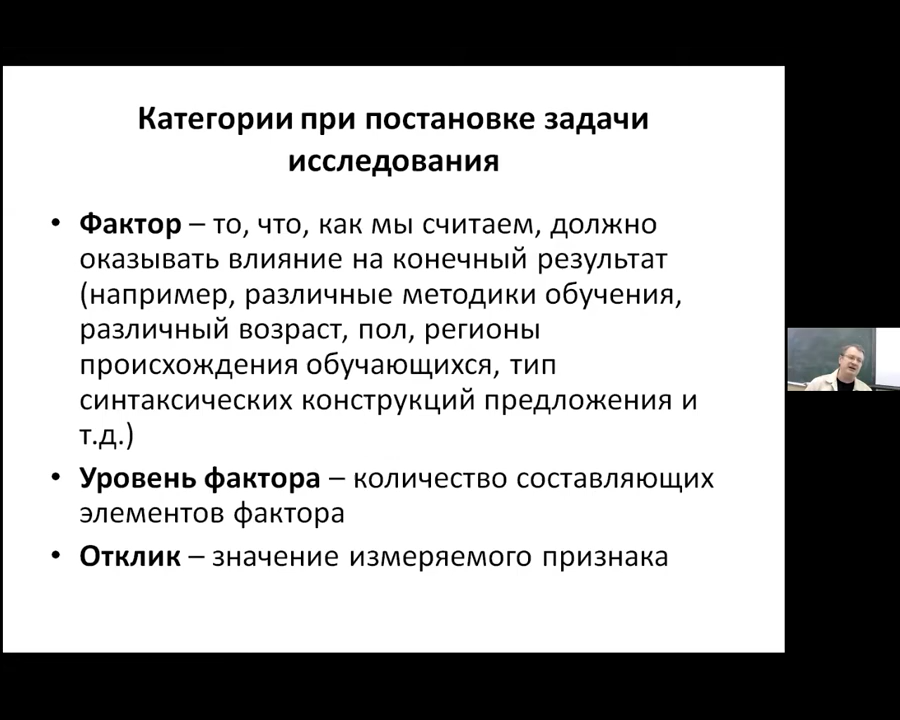 Категории при постановке задачи
исследования
• Фактор – то, что, как мы считаем, должно
оказывать влияние на конечный результат
(например, различные методики обучения,
различный возраст, пол, регионы
происхождения обучающихся, тип
синтаксических конструкций предложения и
т.д.)
• Уровень фактора – количество составляющих
элементов фактора
• Отклик – значение измеряемого признака